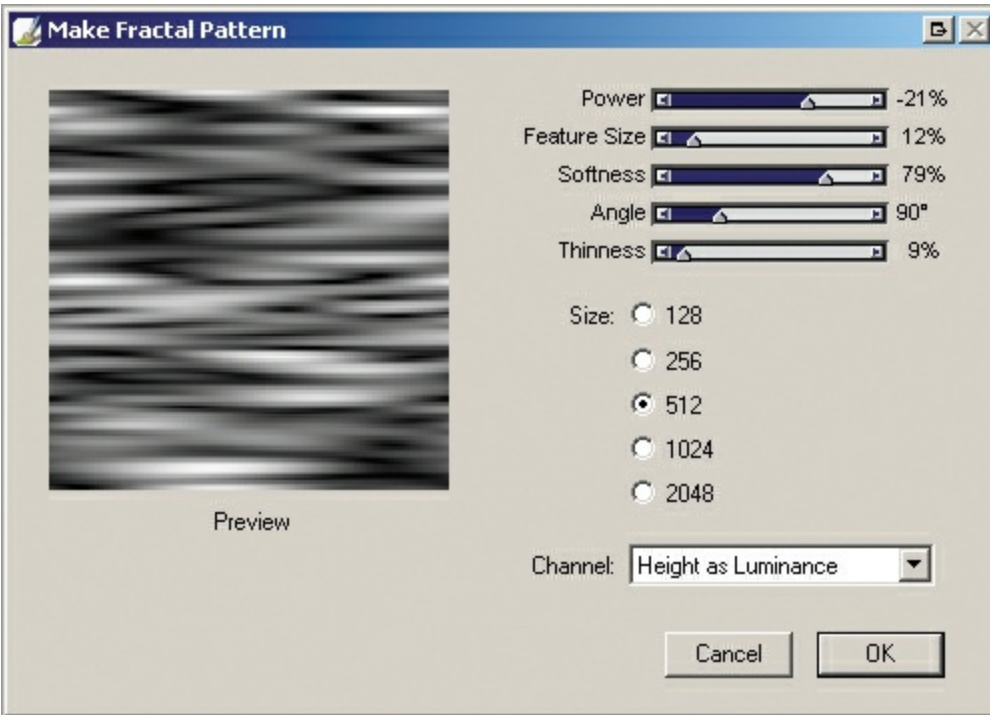 Make Fractal Pattern
Power -21%
Feature Size 12%
Softness 79%
Angle 90°
Thinness 9%
Size: 128
256
512
1024
2048
Preview
Channel: Height as Luminance
Cancel OK